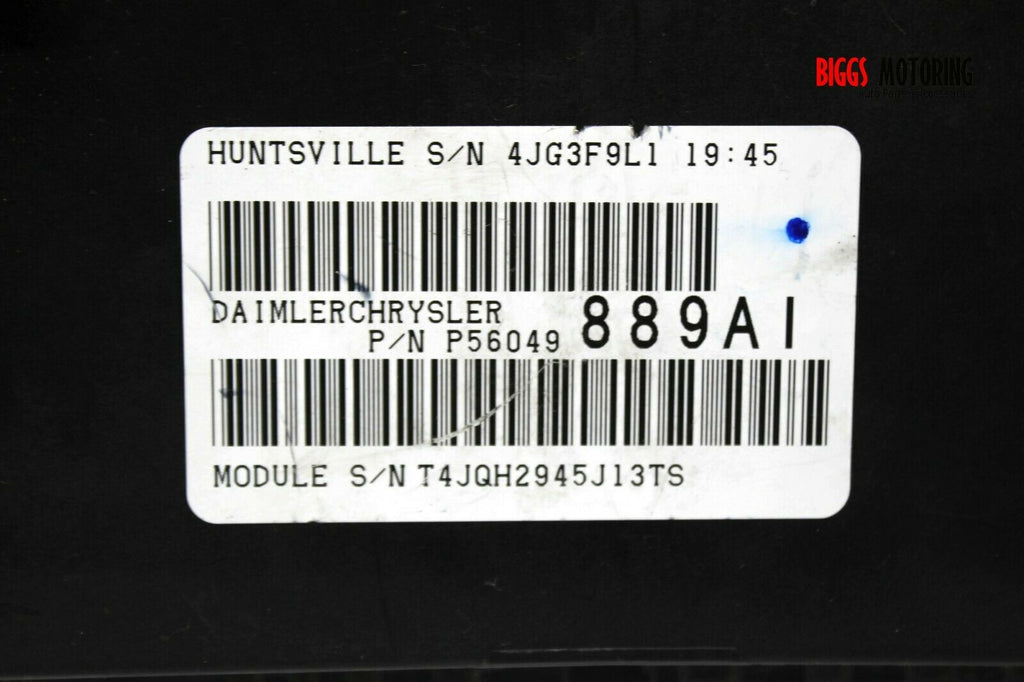 BIGGS MOTORING
HUNTSVILLE S/N 4JG3F9L1 19:45
DAIMLERCHRYSLER
P/N P56049 889AI
MODULE S/N T4JQH2945J13TS